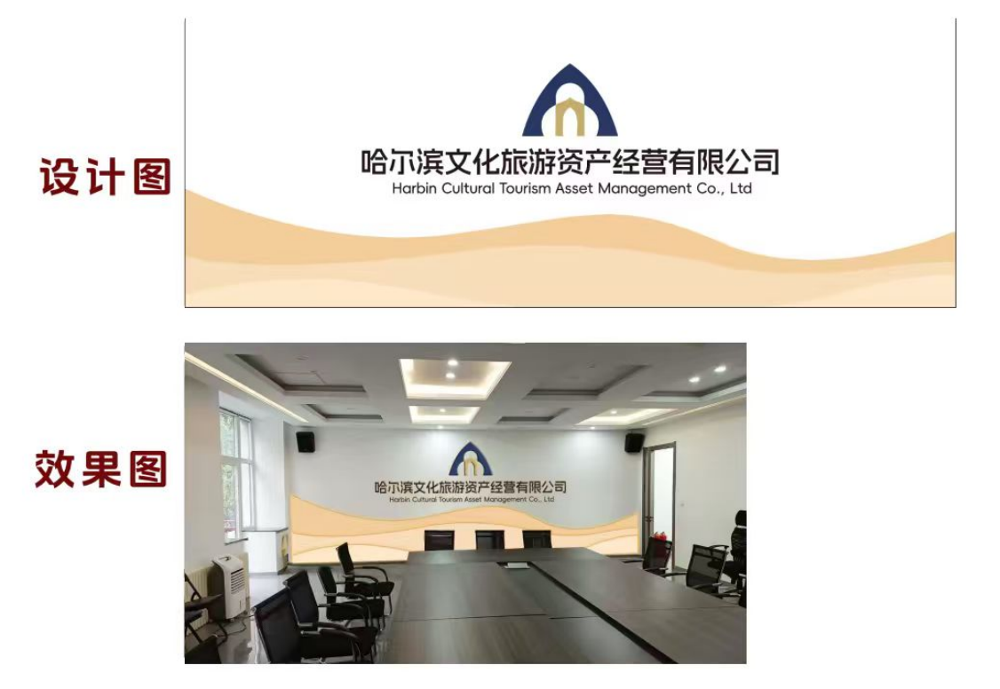 设计图
哈尔滨文化旅游资产经营有限公司
Harbin Cultural Tourism Asset Management Co., Ltd
效果图
哈尔滨文化旅游资产经营有限公司
Harbin Cultural Tourism Asset Management Co., Ltd